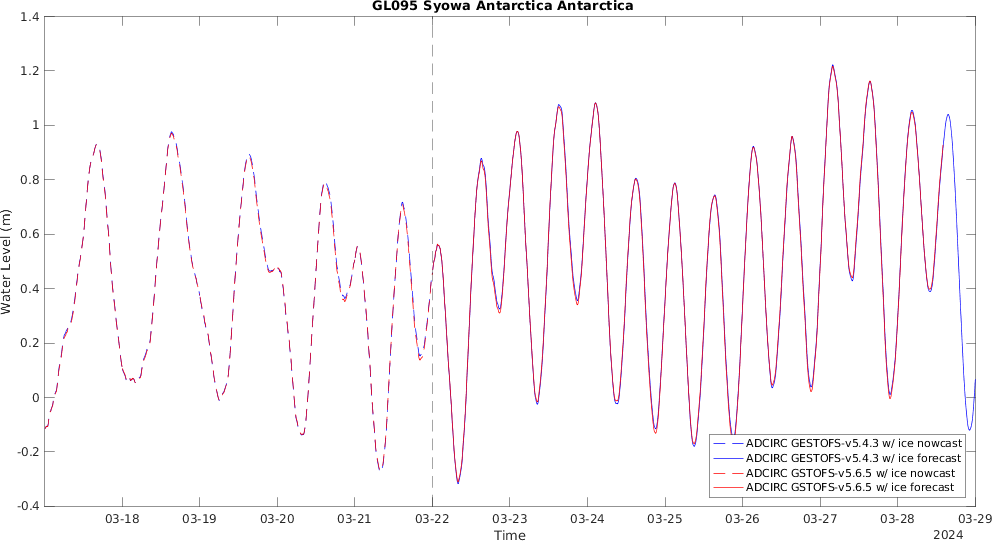 GL095 Syowa Antarctica Antarctica
Water Level (m)
1.4
1.2
1
0.8
0.6
0.4
0.2
0
-0.2
-0.4
ADCIRC GESTOFS-v5.4.3 w/ ice nowcast
ADCIRC GESTOFS-v5.4.3 w/ ice forecast
ADCIRC GSTOFS-v5.6.5 w/ ice nowcast
ADCIRC GSTOFS-v5.6.5 w/ ice forecast
03-18 03-19 03-20 03-21 03-22 03-23 03-24 03-25 03-26 03-27 03-28 03-29
Time
2024